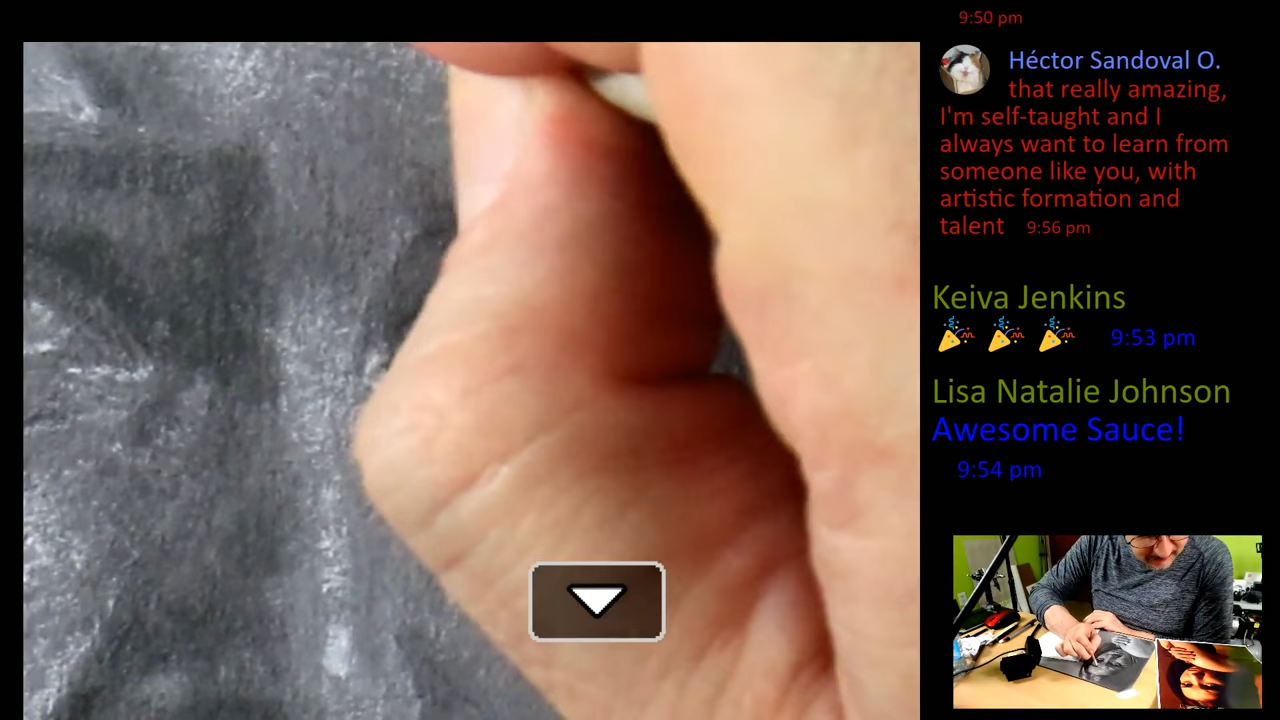 9:50 pm
Héctor Sandoval O.
that really amazing,
I'm self-taught and I
always want to learn from
someone like you, with
artistic formation and
talent 9:56 pm
Keiva Jenkins
🎉 🎉 🎉 9:53 pm
Lisa Natalie Johnson
Awesome Sauce!
9:54 pm